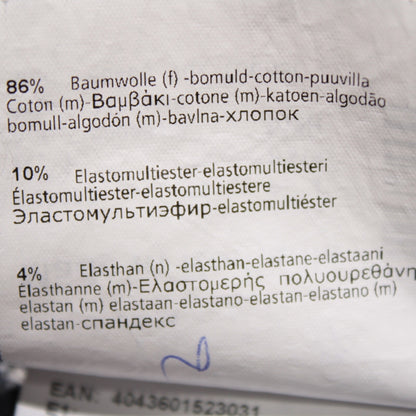 86% Baumwolle (f) -bomuld-cotton-puuvilla
Coton (m)-Βαμβάκι-cotone (m)-katoen-algodão
bomull-algodón (m)-bavlna-хлопок
10% Elastomultiester-elastomultiesteri
Élastomultiester-elastomultiestere
Эластомультиэфир-elastomultiéster
4% Elasthan (n) -elasthan-elastane-elastaani
Élasthanne (m)-Ελαστομερής πολυουρεθάνη
elastan (m) elastaan-elastano-elastan-elastano (m)
elastan-спандекс
EAN: 4043601523031